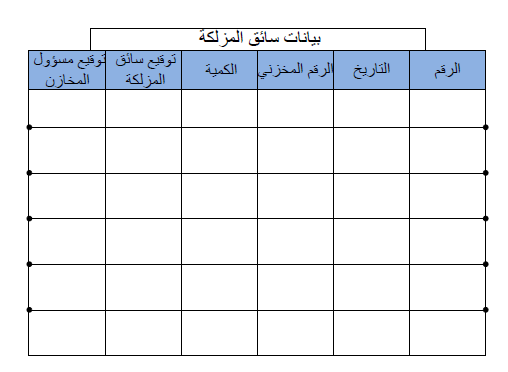 بيانات سائق المزلكة
الرقم
التاريخ
الرقم المخزني
الكمية
توقيع سائق
المزلكة
توقيع مسؤول
المخازن